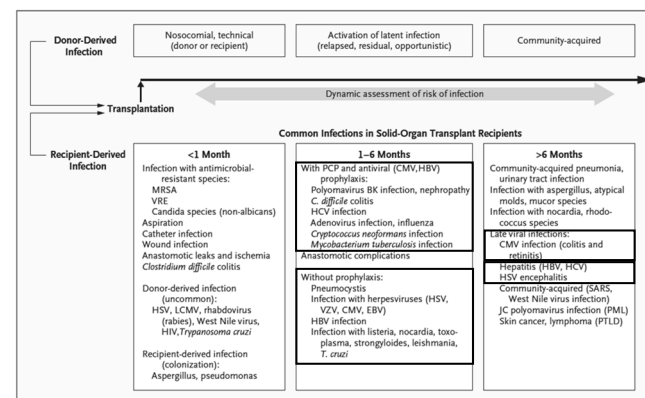 Donor-Derived
Infection
Nosocomial, technical
(donor or recipient)
Activation of latent infection
(relapsed, residual, opportunistic)
Community-acquired
Dynamic assessment of risk of infection
Transplantation
Common Infections in Solid-Organ Transplant Recipients
Recipient-Derived
Infection
<1 Month
Infection with antimicrobial-
resistant species:
MRSA
VRE
Candida species (non-albicans)
Aspiration
Catheter infection
Wound infection
Anastomotic leaks and ischemia
Clostridium difficile colitis
Donor-derived infection
(uncommon):
HSV, LCMV, rhabdovirus
(rabies), West Nile virus,
HIV, Trypanosoma cruzi
Recipient-derived infection
(colonization):
Aspergillus, pseudomonas
1–6 Months
With PCP and antiviral (CMV,HBV)
prophylaxis:
Polyomavirus BK infection, nephropathy
C. difficile colitis
HCV infection
Adenovirus infection, influenza
Cryptococcus neoformans infection
Mycobacterium tuberculosis infection
Anastomotic complications
Without prophylaxis:
Pneumocystis
Infection with herpesviruses (HSV,
VZV, CMV, EBV)
HBV infection
Infection with listeria, nocardia, toxo-
plasma, strongyloides, leishmania,
T. cruzi
>6 Months
Community-acquired pneumonia,
urinary tract infection
Infection with aspergillus, atypical
molds, mucor species
Infection with nocardia, rhodo-
coccus species
Late viral infections:
CMV infection (colitis and
retinitis)
Hepatitis (HBV, HCV)
HSV encephalitis
Community-acquired (SARS,
West Nile virus infection)
JC polyomavirus infection (PML)
Skin cancer, lymphoma (PTLD)